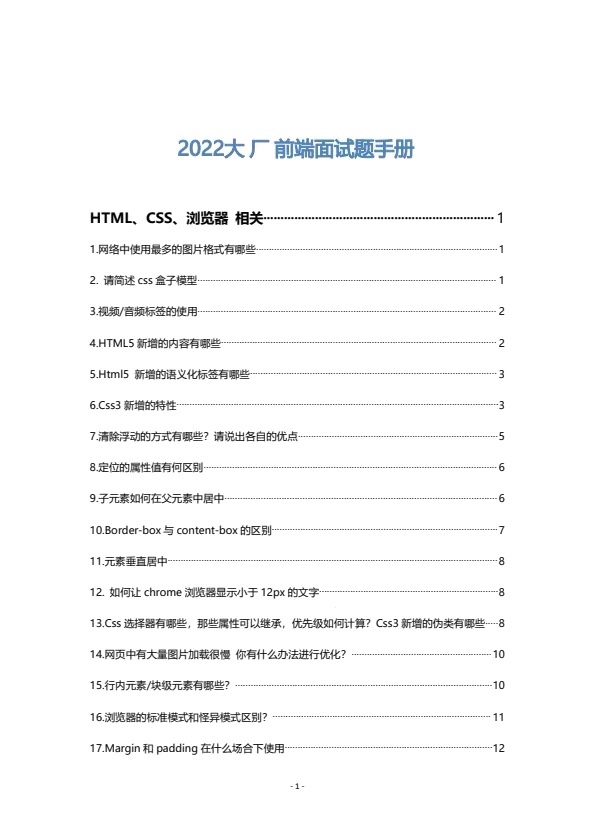 2022大 厂 前端面试题手册
HTML、CSS、浏览器 相关 1
1.网络中使用最多的图片格式有哪些 1
2. 请简述 css 盒子模型 1
3.视频/音频标签的使用 2
4.HTML5 新增的内容有哪些 2
5.Html5 新增的语义化标签有哪些 3
6.Css3 新增的特性 3
7.清除浮动的方式有哪些？请说出各自的优点 5
8.定位的属性值有何区别 6
9.子元素如何在父元素中居中 6
10.Border-box 与 content-box 的区别 7
11.元素垂直居中 8
12. 如何让 chrome 浏览器显示小于 12px 的文字 8
13.Css 选择器有哪些，那些属性可以继承，优先级如何计算？Css3 新增的伪类有哪些 8
14.网页中有大量图片加载很慢 你有什么办法进行优化？ 10
15.行内元素/块级元素有哪些？ 10
16.浏览器的标准模式和怪异模式区别？ 11
17.Margin 和 padding 在什么场合下使用 12
- 1 -